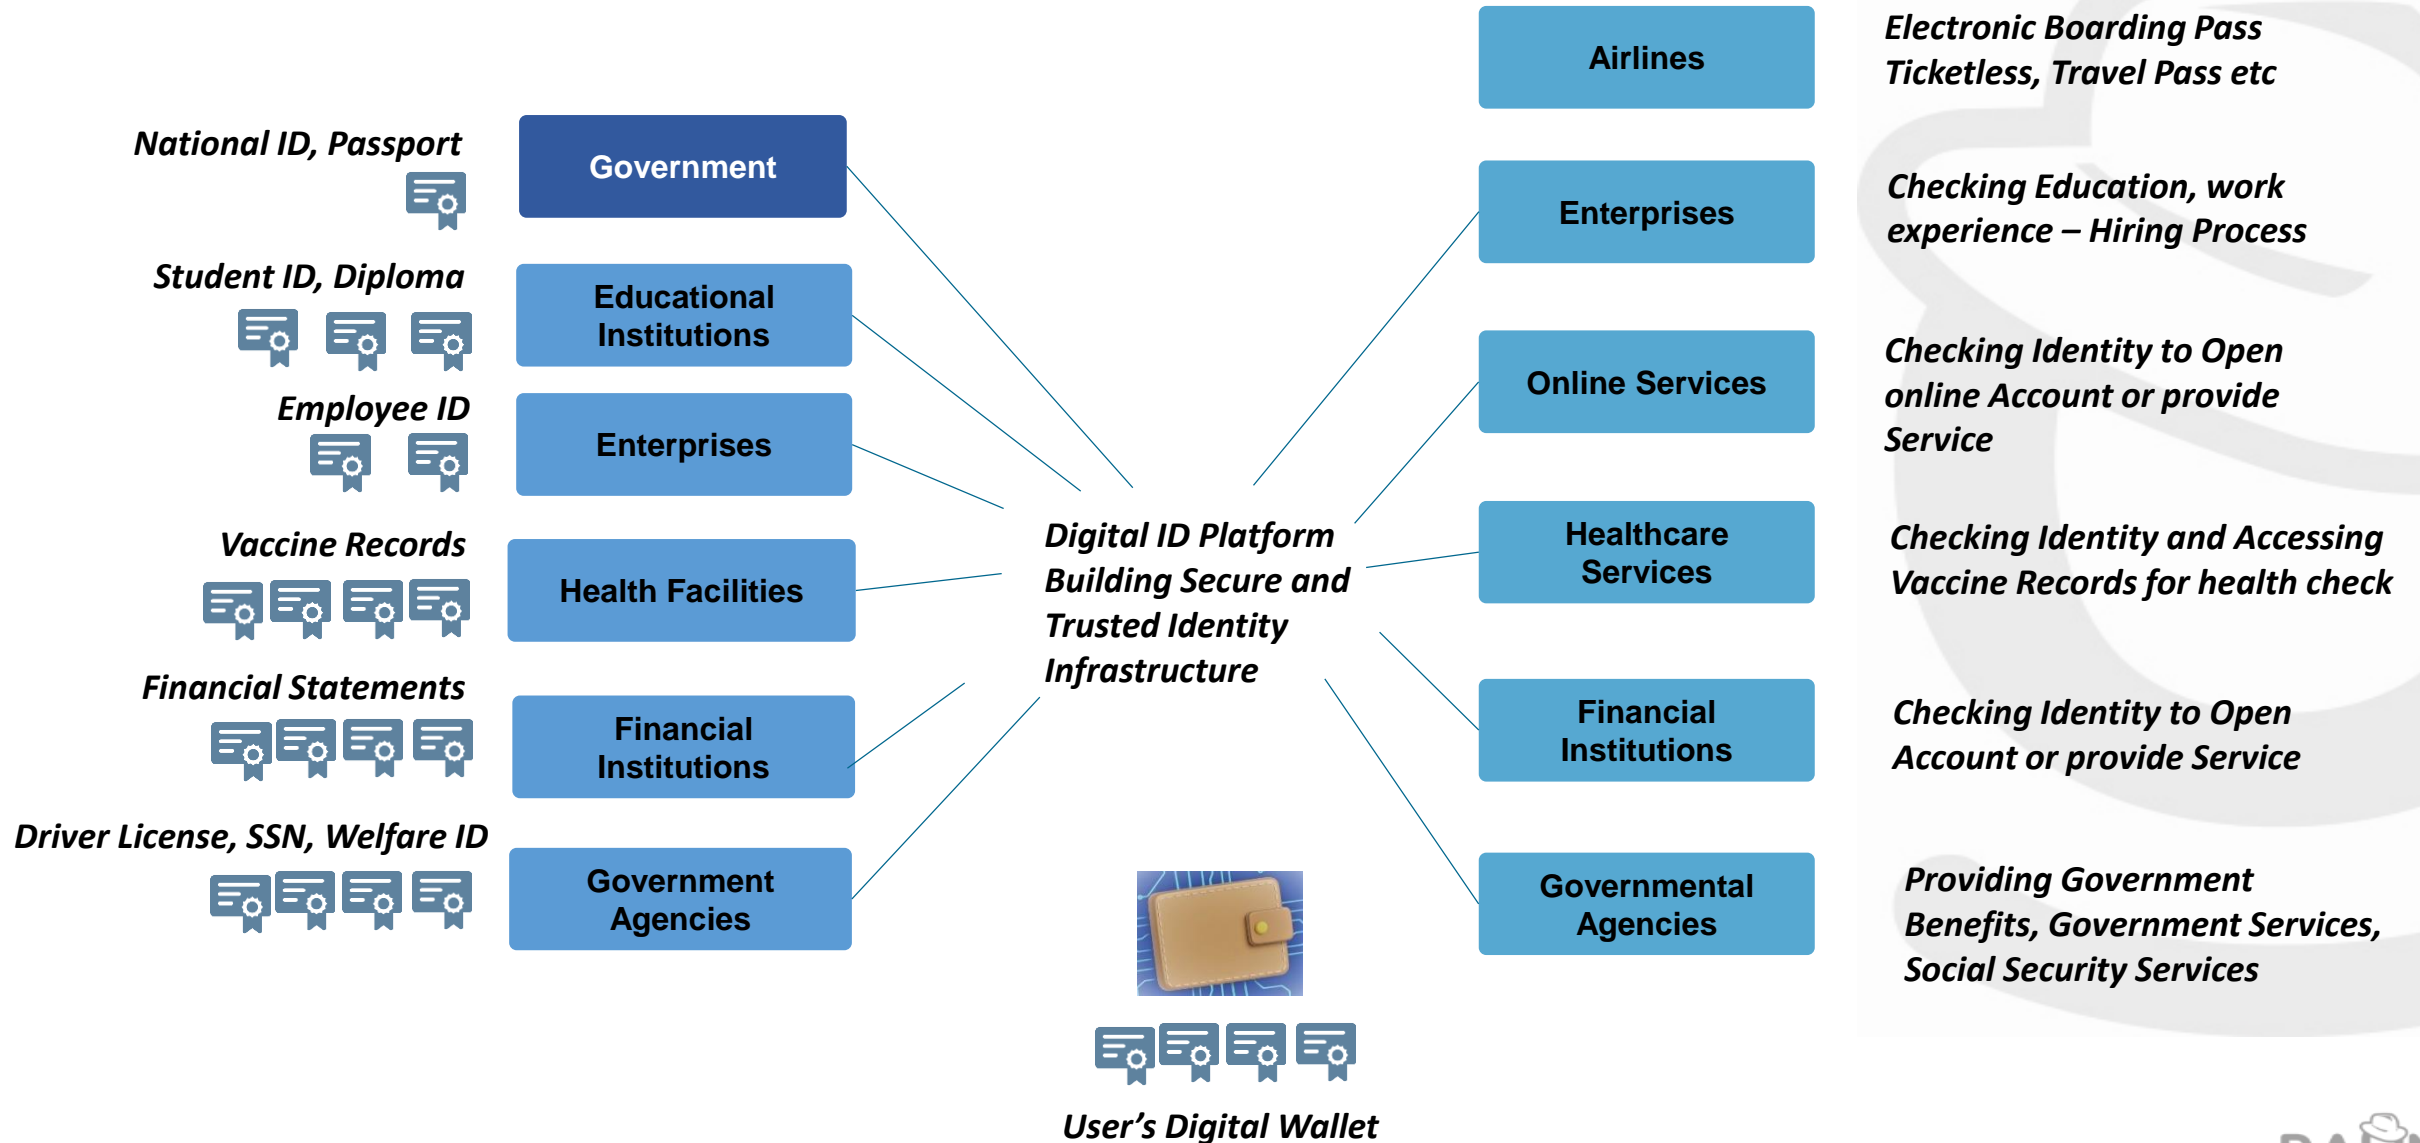 National ID, Passport
Government
Student ID, Diploma
Educational
Institutions
Employee ID
Enterprises
Vaccine Records
Health Facilities
Financial Statements
Financial
Institutions
Driver License, SSN, Welfare ID
Government
Agencies
Digital ID Platform
Building Secure and
Trusted Identity
Infrastructure
User’s Digital Wallet
Airlines
Electronic Boarding Pass
Ticketless, Travel Pass etc
Enterprises
Checking Education, work
experience – Hiring Process
Online Services
Checking Identity to Open
online Account or provide
Service
Healthcare
Services
Checking Identity and Accessing
Vaccine Records for health check
Financial
Institutions
Checking Identity to Open
Account or provide Service
Governmental
Agencies
Providing Government
Benefits, Government Services,
Social Security Services